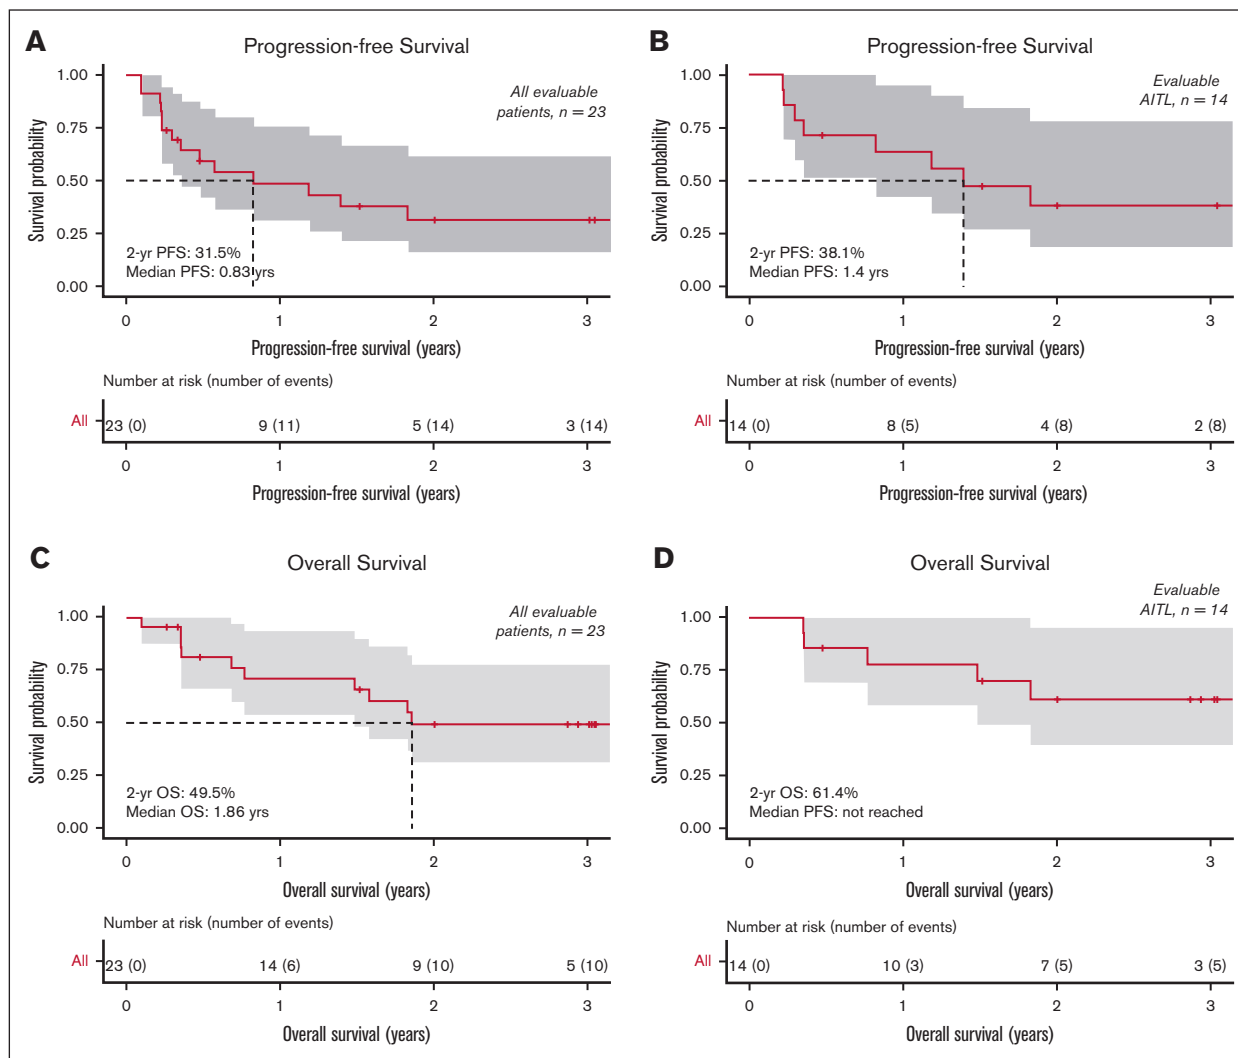 A
Progression-free Survival
All evaluable
patients, n = 23
Survival probability
1.00
0.75
0.50
0.25
0.00
2-yr PFS: 31.5%
Median PFS: 0.83 yrs
0 1 2 3
Progression-free survival (years)
Number at risk (number of events)
All
23 (0) 9 (11) 5 (14) 3 (14)
0 1 2 3
Progression-free survival (years)
B
Progression-free Survival
Evaluable
AITL, n = 14
Survival probability
1.00
0.75
0.50
0.25
0.00
2-yr PFS: 38.1%
Median PFS: 1.4 yrs
0 1 2 3
Progression-free survival (years)
Number at risk (number of events)
All
14 (0) 8 (5) 4 (8) 2 (8)
0 1 2 3
Progression-free survival (years)
C
Overall Survival
All evaluable
patients, n = 23
Survival probability
1.00
0.75
0.50
0.25
0.00
2-yr OS: 49.5%
Median OS: 1.86 yrs
0 1 2 3
Overall survival (years)
Number at risk (number of events)
All
23 (0) 14 (6) 9 (10) 5 (10)
0 1 2 3
Overall survival (years)
D
Overall Survival
Evaluable
AITL, n = 14
Survival probability
1.00
0.75
0.50
0.25
0.00
2-yr OS: 61.4%
Median PFS: not reached
0 1 2 3
Overall survival (years)
Number at risk (number of events)
All
14 (0) 10 (3) 7 (5) 3 (5)
0 1 2 3
Overall survival (years)